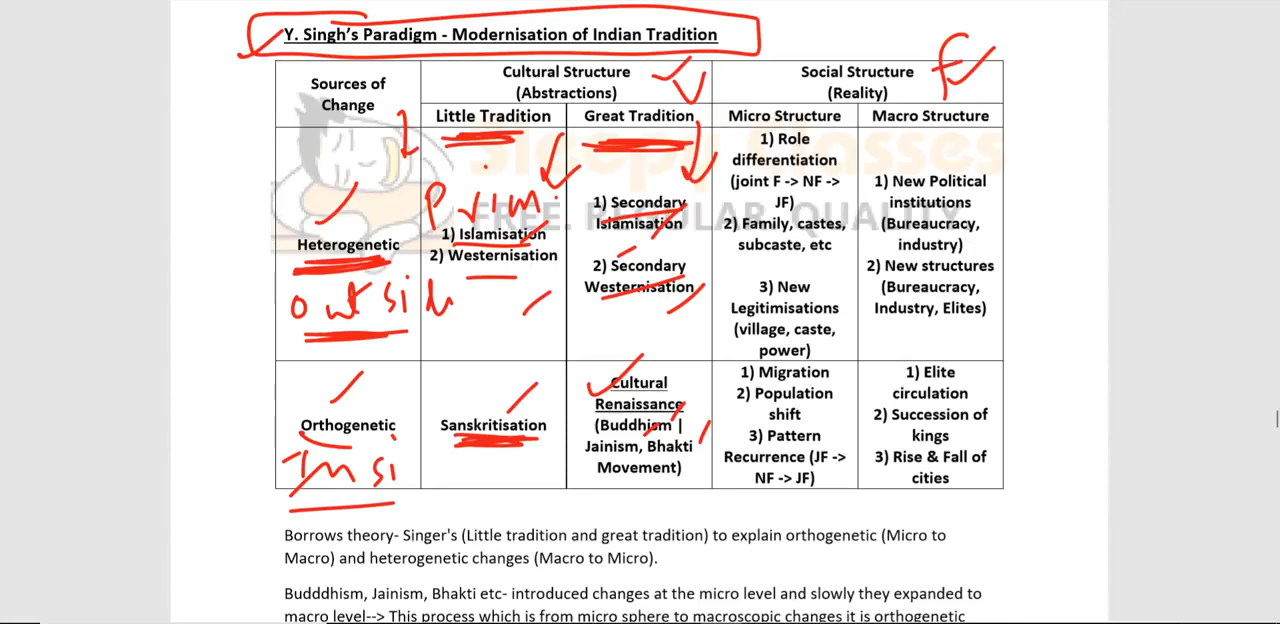 Y. Singh's Paradigm - Modernisation of Indian Tradition
Sources of
Change
Cultural Structure
(Abstractions)
Social Structure
(Reality)
Little Tradition
Great Tradition
Micro Structure
Macro Structure
Heterogenetic
outside
Prim.
1) Islamisation
2) Westernisation
1) Secondary
Islamisation
2) Secondary
Westernisation
1) Role
differentiation
(joint F -> NF ->
JF)
2) Family, castes,
subcaste, etc
3) New
Legitimisations
(village, caste,
power)
1) New Political
institutions
(Bureaucracy,
industry)
2) New structures
(Bureaucracy,
Industry, Elites)
Orthogenetic
Insi
Sanskritisation
Cultural
Renaissance
(Buddhism |
Jainism, Bhakti
Movement)
1) Migration
2) Population
shift
3) Pattern
Recurrence (JF ->
NF -> JF)
1) Elite
circulation
2) Succession of
kings
3) Rise & Fall of
cities
Sleepy Classes
FREE. POPULAR. QUALITY
Borrows theory- Singer's (Little tradition and great tradition) to explain orthogenetic (Micro to
Macro) and heterogenetic changes (Macro to Micro).
Budddhism, Jainism, Bhakti etc- introduced changes at the micro level and slowly they expanded to
macro level--> This process which is from micro sphere to macroscopic changes it is orthogenetic